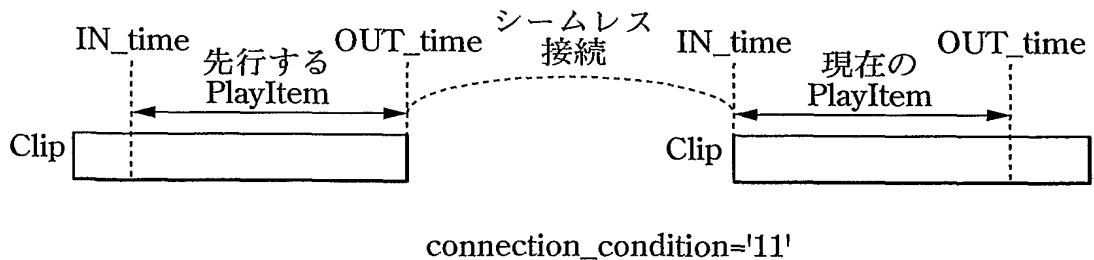 IN_time
OUT_time
シームレス
接続
IN_time
OUT_time
先行する
PlayItem
現在の
PlayItem
Clip
Clip
connection_condition='11'